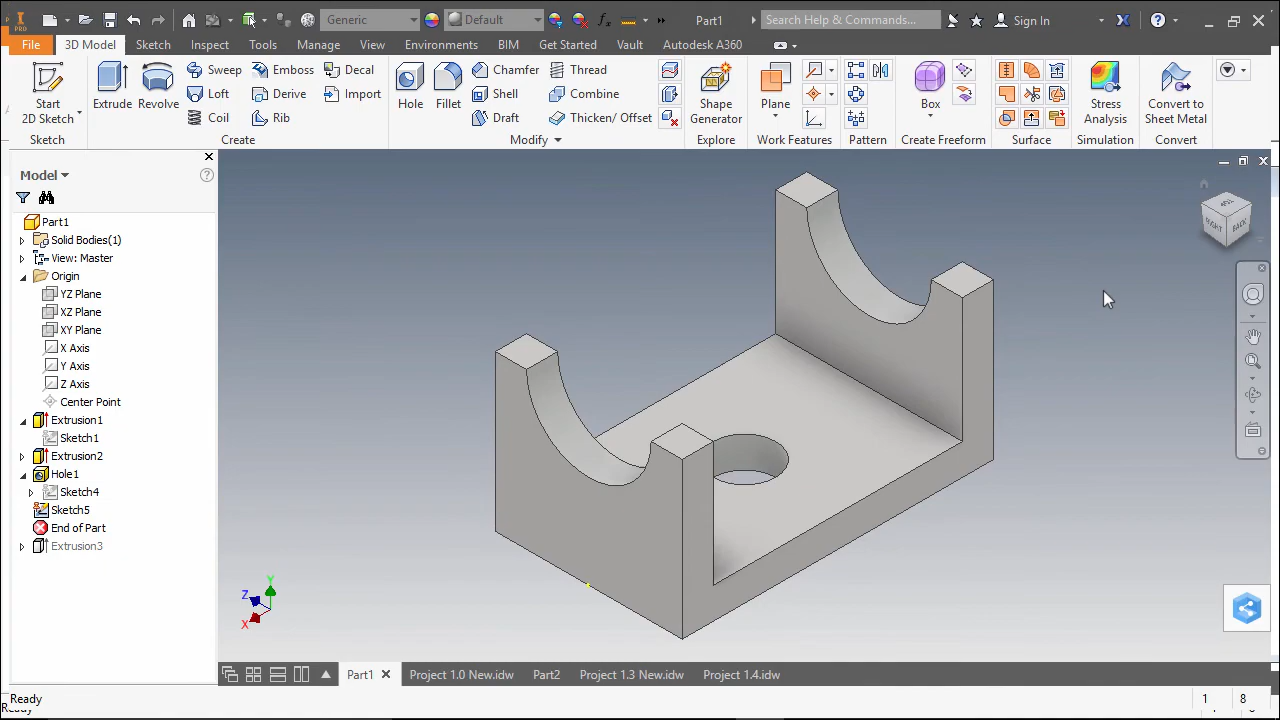 Generic
Default
Part1
Search Help & Commands...
Sign In
PRO
File
3D Model
Sketch
Inspect
Tools
Manage
View
Environments
BIM
Get Started
Vault
Autodesk A360
Start
2D Sketch
Sketch
Extrude
Revolve
Sweep
Loft
Coil
Emboss
Derive
Rib
Decal
Import
Create
Hole
Fillet
Chamfer
Shell
Draft
Thread
Combine
Thicken/ Offset
Modify
Shape
Generator
Explore
Plane
Work Features
Pattern
Box
Create Freeform
Surface
Stress
Analysis
Simulation
Convert to
Sheet Metal
Convert
Model
Part1
Solid Bodies(1)
View: Master
Origin
YZ Plane
XZ Plane
XY Plane
X Axis
Y Axis
Z Axis
Center Point
Extrusion1
Sketch1
Extrusion2
Hole1
Sketch4
Sketch5
End of Part
Extrusion3
RIGHT
BACK
Y
Z
X
Part1
Project 1.0 New.idw
Part2
Project 1.3 New.idw
Project 1.4.idw
Ready
1
8
Ready